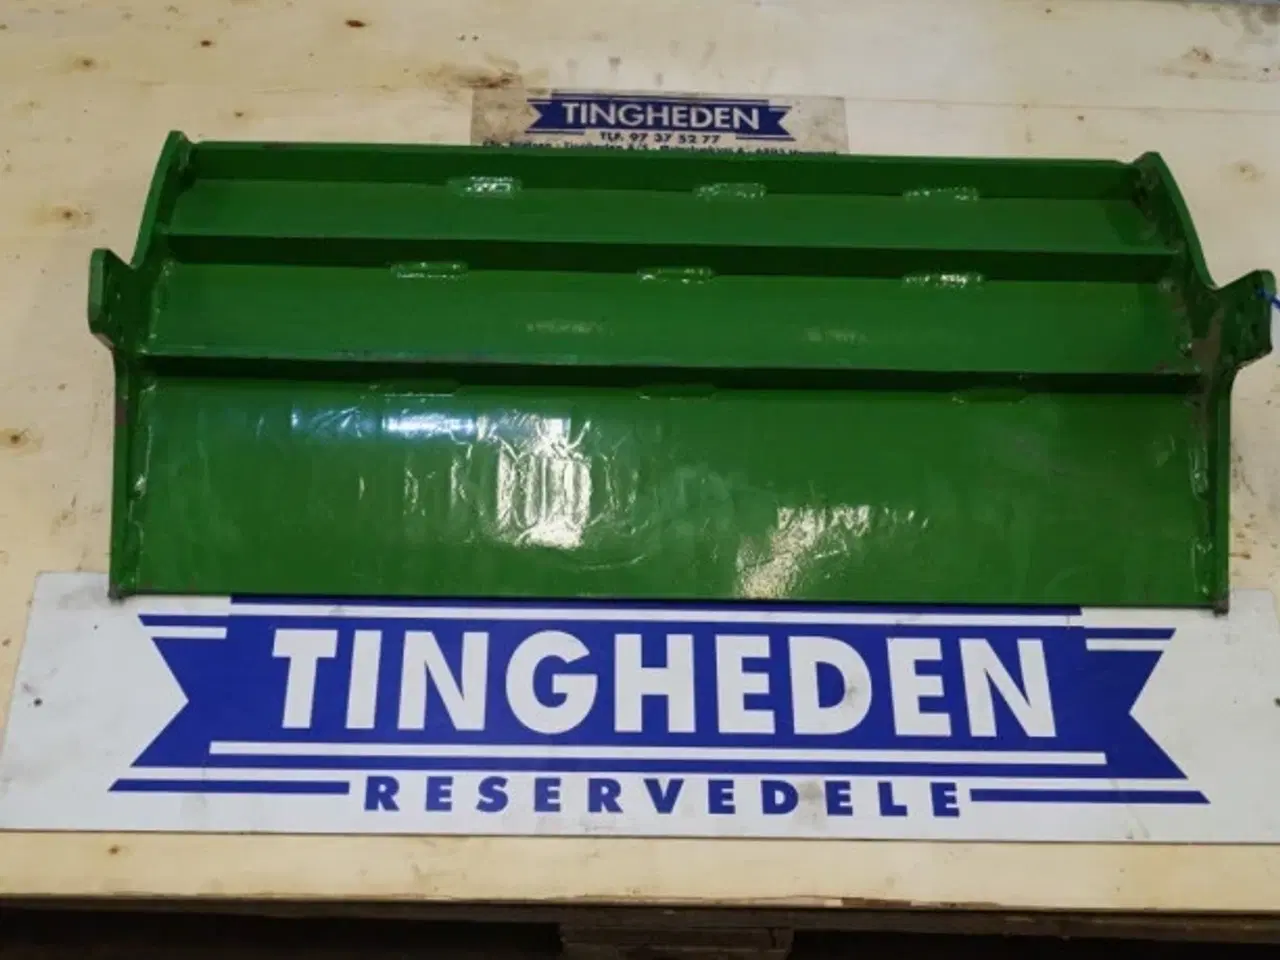 TINGHEDEN
TLF. 97 37 52 77
TINGHEDEN
RESERVEDELE